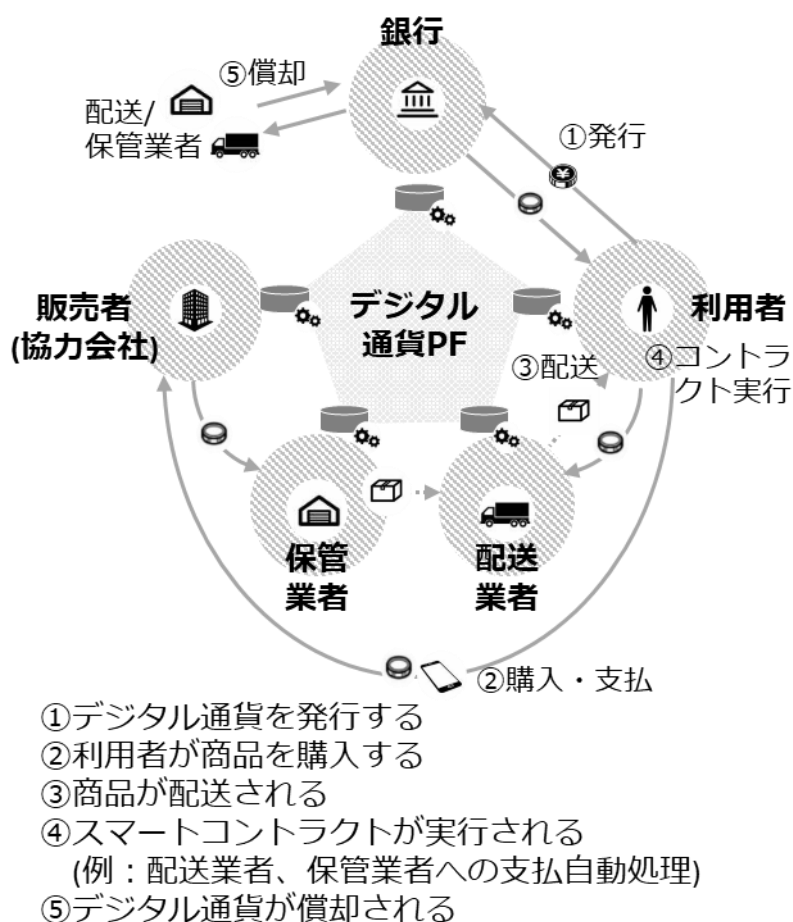 銀行
⑤償却
配送/
保管業者
①発行
販売者
(協力会社)
デジタル
通貨PF
利用者
③配送
④コントラ
クト実行
保管
業者
配送
業者
②購入・支払
①デジタル通貨を発行する
②利用者が商品を購入する
③商品が配送される
④スマートコントラクトが実行される
(例：配送業者、保管業者への支払自動処理)
⑤デジタル通貨が償却される